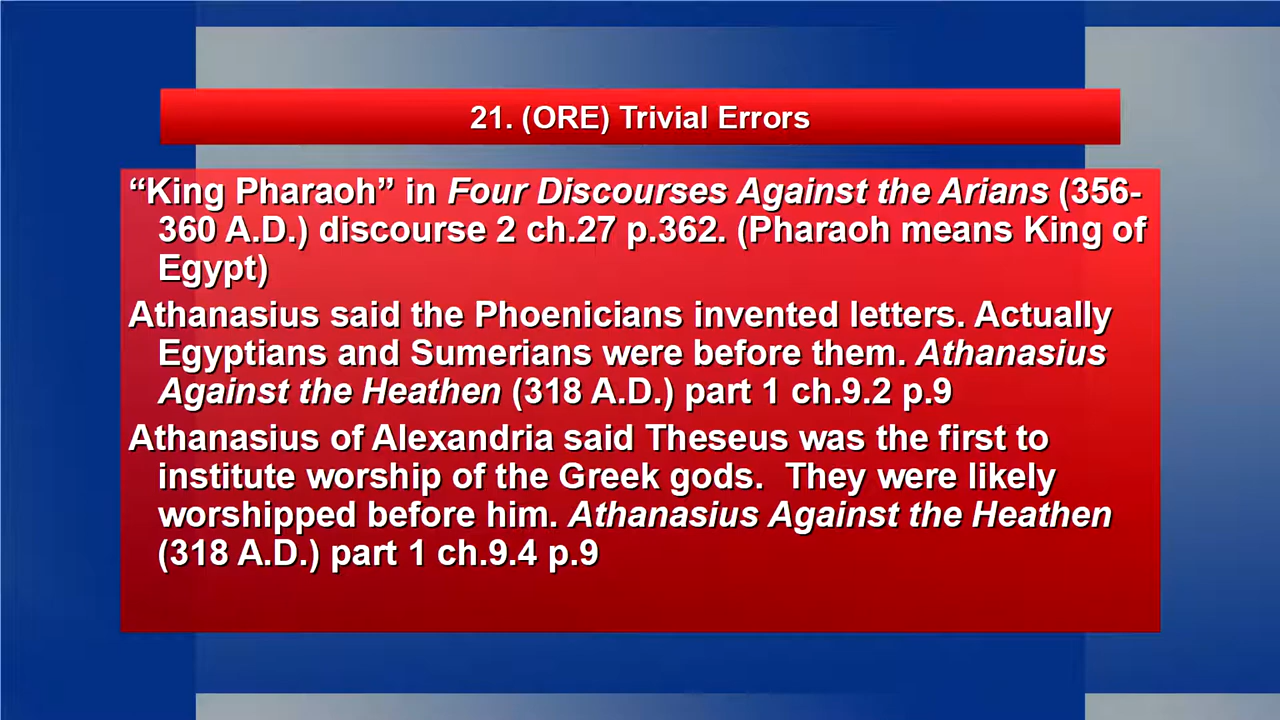 21. (ORE) Trivial Errors
“King Pharaoh” in Four Discourses Against the Arians (356-
360 A.D.) discourse 2 ch.27 p.362. (Pharaoh means King of
Egypt)
Athanasius said the Phoenicians invented letters. Actually
Egyptians and Sumerians were before them. Athanasius
Against the Heathen (318 A.D.) part 1 ch.9.2 p.9
Athanasius of Alexandria said Theseus was the first to
institute worship of the Greek gods.  They were likely
worshipped before him. Athanasius Against the Heathen
(318 A.D.) part 1 ch.9.4 p.9